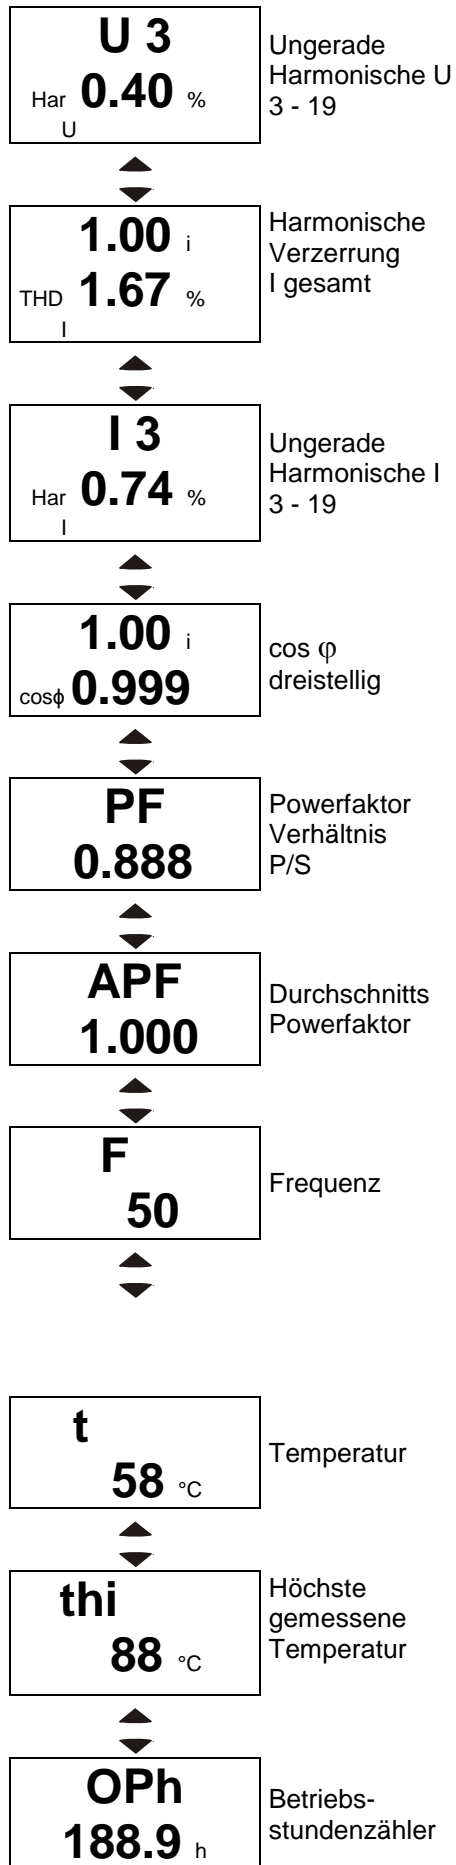 U 3
Har 0.40 %
U
Ungerade
Harmonische U
3 - 19
1.00 i
THD 1.67 %
I
Harmonische
Verzerrung
I gesamt
I 3
Har 0.74 %
I
Ungerade
Harmonische I
3 - 19
1.00 i
cosϕ 0.999
cos φ
dreistellig
PF
0.888
Powerfaktor
Verhältnis
P/S
APF
1.000
Durchschnitts
Powerfaktor
F
50
Frequenz
t
58 °C
Temperatur
thi
88 °C
Höchste
gemessene
Temperatur
OPh
188.9 h
Betriebs-
stundenzähler